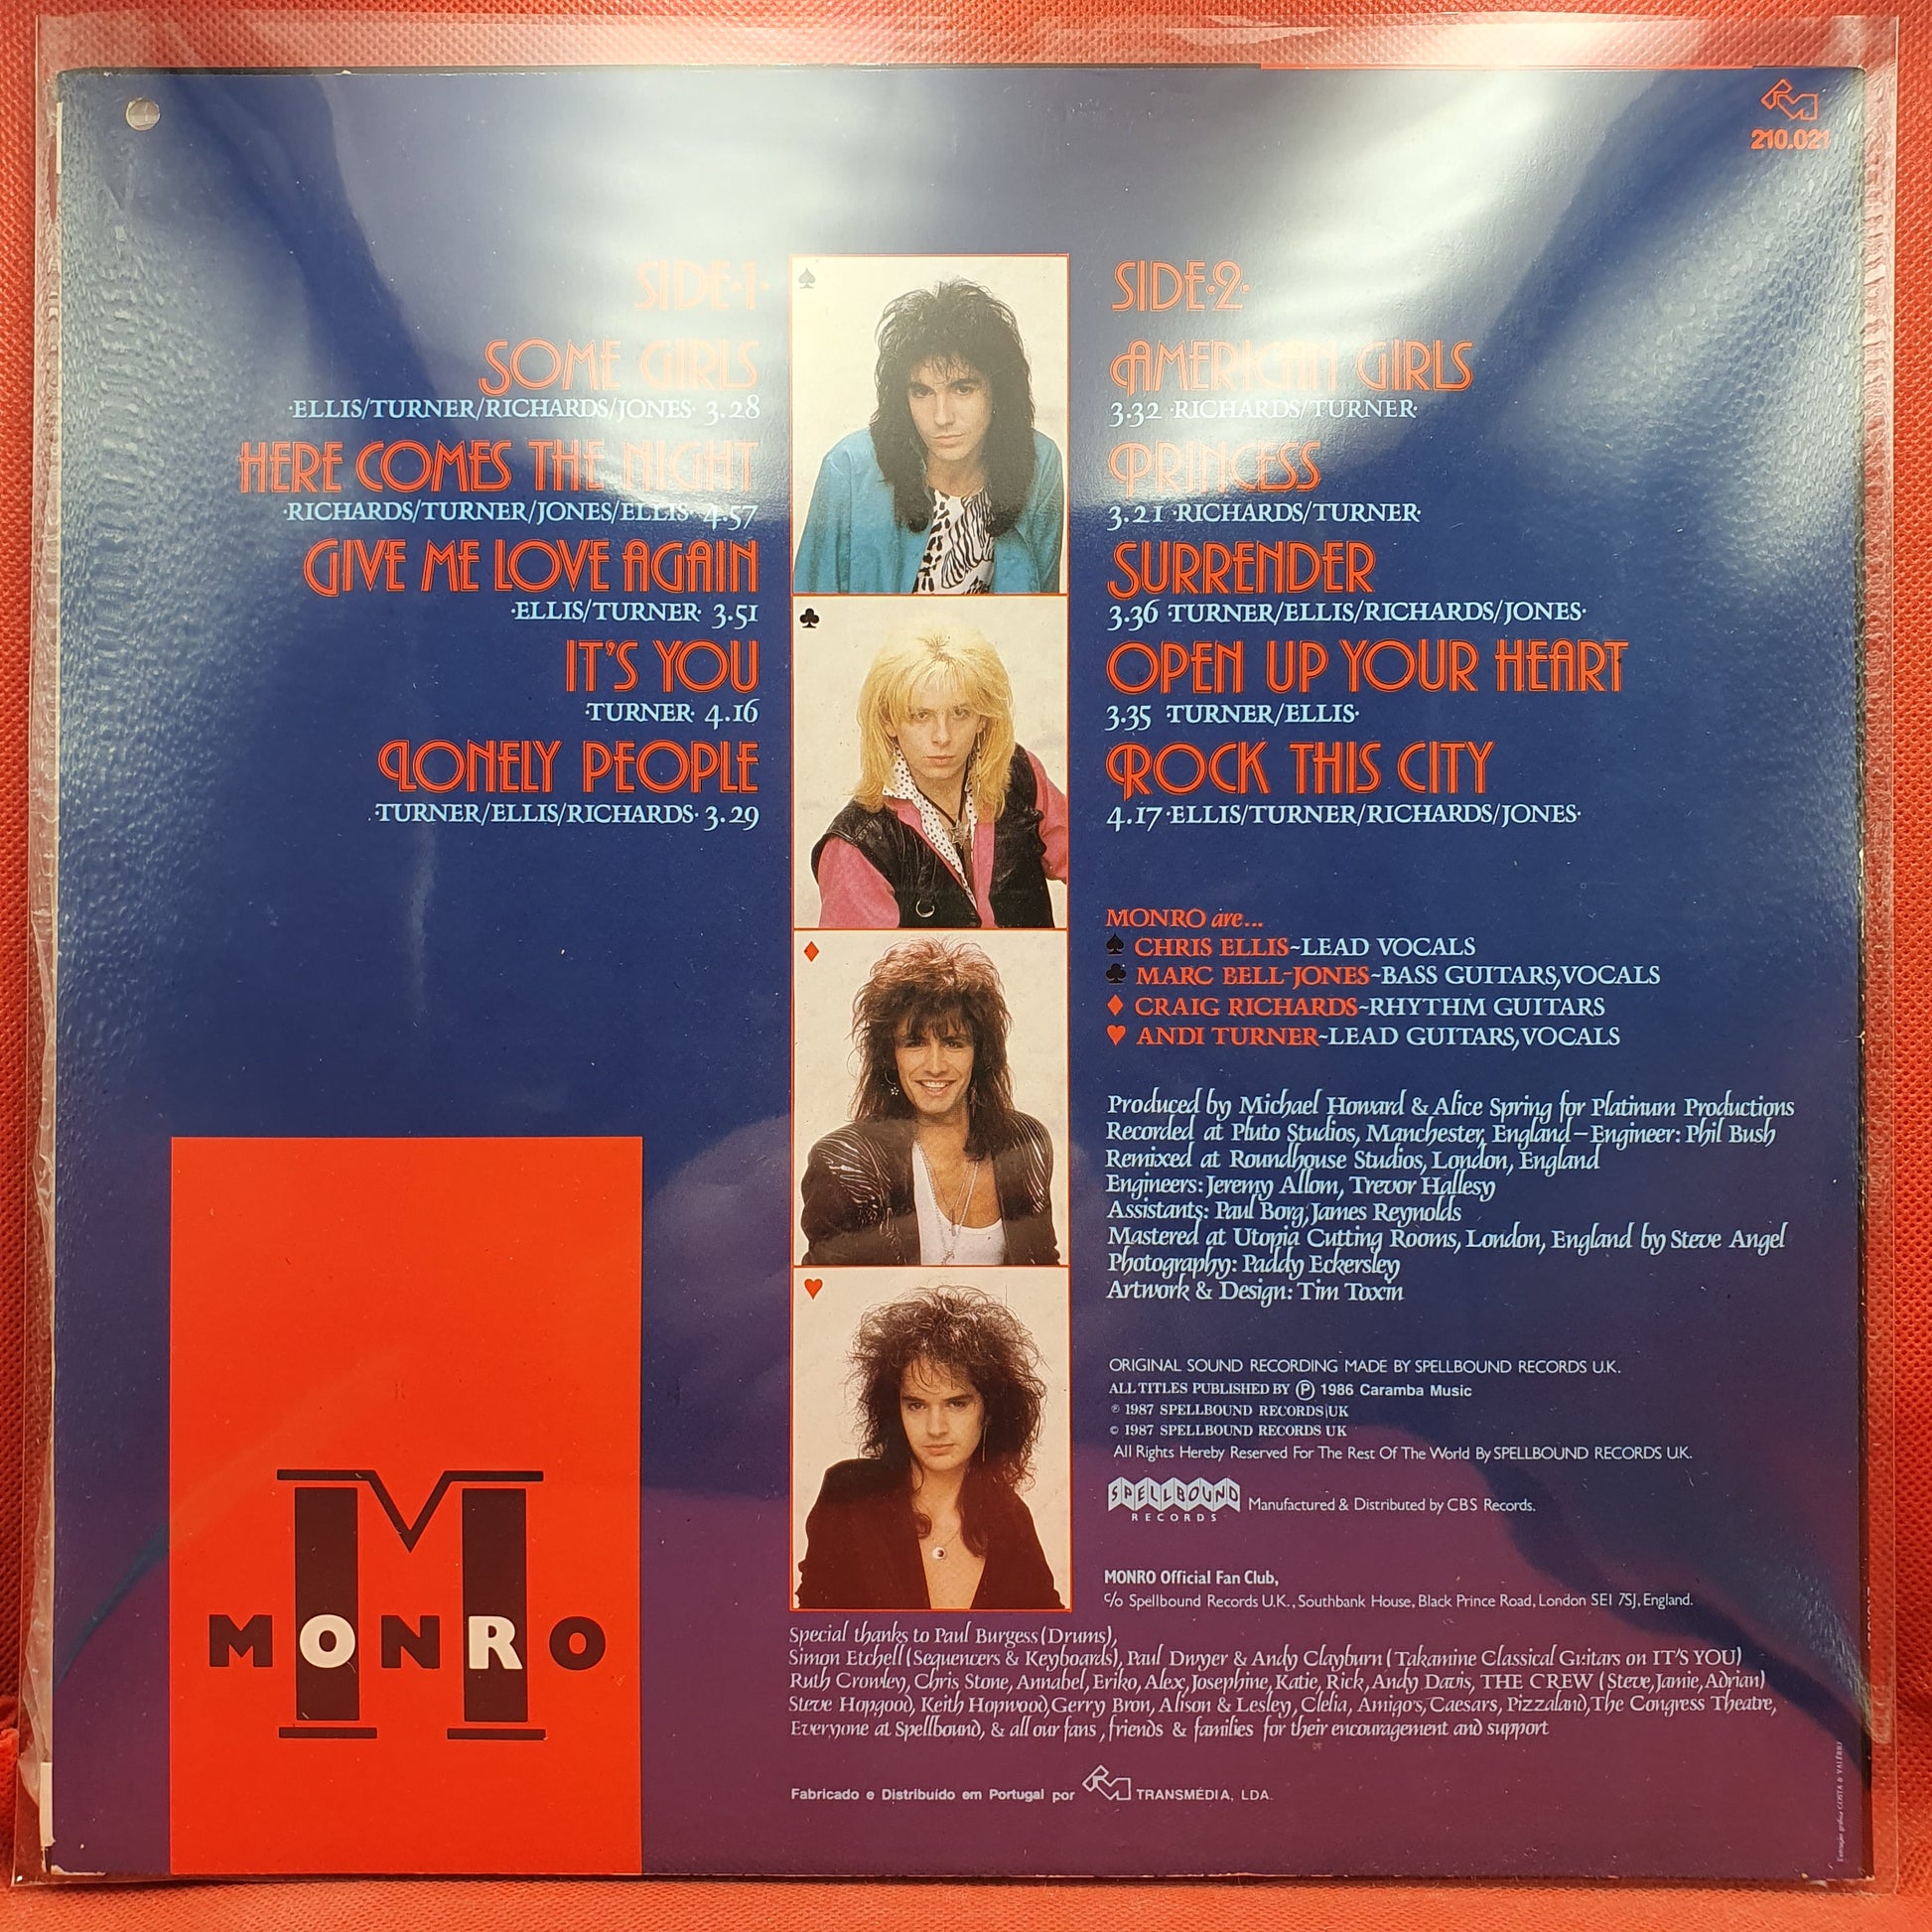 210.021
SIDE·1·
SOME GIRLS
·ELLIS/TURNER/RICHARDS/JONES· 3.28
HERE COMES THE NIGHT
·RICHARDS/TURNER/JONES/ELLIS· 4.57
GIVE ME LOVE AGAIN
·ELLIS/TURNER· 3.51
IT'S YOU
·TURNER· 4.16
LONELY PEOPLE
·TURNER/ELLIS/RICHARDS· 3.29
SIDE·2·
AMERICAN GIRLS
3.32 ·RICHARDS/TURNER·
PRINCESS
3.21 ·RICHARDS/TURNER·
SURRENDER
3.36 ·TURNER/ELLIS/RICHARDS/JONES·
OPEN UP YOUR HEART
3.35 ·TURNER/ELLIS·
ROCK THIS CITY
4.17 ·ELLIS/TURNER/RICHARDS/JONES·
MONRO are...
♠ CHRIS ELLIS~LEAD VOCALS
♣ MARC BELL-JONES~BASS GUITARS,VOCALS
♦ CRAIG RICHARDS~RHYTHM GUITARS
♥ ANDI TURNER~LEAD GUITARS,VOCALS
Produced by Michael Howard & Alice Spring for Platinum Productions
Recorded at Pluto Studios, Manchester, England – Engineer: Phil Bush
Remixed at Roundhouse Studios, London, England
Engineers: Jeremy Allom, Trevor Hallesy
Assistants: Paul Borg, James Reynolds
Mastered at Utopia Cutting Rooms, London, England by Steve Angel
Photography: Paddy Eckersley
Artwork & Design: Tim Toxin
ORIGINAL SOUND RECORDING MADE BY SPELLBOUND RECORDS U.K.
ALL TITLES PUBLISHED BY Ⓟ 1986 Caramba Music
℗ 1987 SPELLBOUND RECORDS UK
© 1987 SPELLBOUND RECORDS UK
All Rights Hereby Reserved For The Rest Of The World By SPELLBOUND RECORDS U.K.
SPELLBOUND
RECORDS
Manufactured & Distributed by CBS Records.
MONRO Official Fan Club,
c/o Spellbound Records U.K., Southbank House, Black Prince Road, London SE1 7SJ, England.
MONRO
Special thanks to Paul Burgess (Drums),
Simon Etchell (Sequencers & Keyboards), Paul Dwyer & Andy Clayburn (Takamine Classical Guitars on IT'S YOU)
Ruth Crowley, Chris Stone, Annabel, Eriko, Alex, Josephine, Katie, Rick, Andy Davis, THE CREW (Steve, Jamie, Adrian)
Steve Hopgood, Keith Hopwood, Gerry Bron, Alison & Lesley, Clelia, Amigo's, Caesars, Pizzaland, The Congress Theatre,
Everyone at Spellbound, & all our fans, friends & families for their encouragement and support
Fabricado e Distribuído em Portugal por
TRANSMÉDIA, LDA.